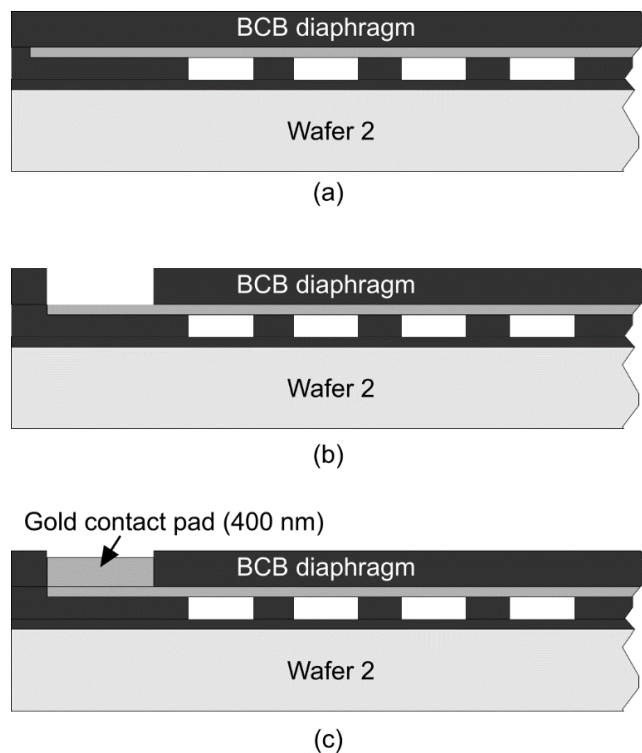 BCB diaphragm
Wafer 2
(a)
BCB diaphragm
Wafer 2
(b)
Gold contact pad (400 nm)
BCB diaphragm
Wafer 2
(c)